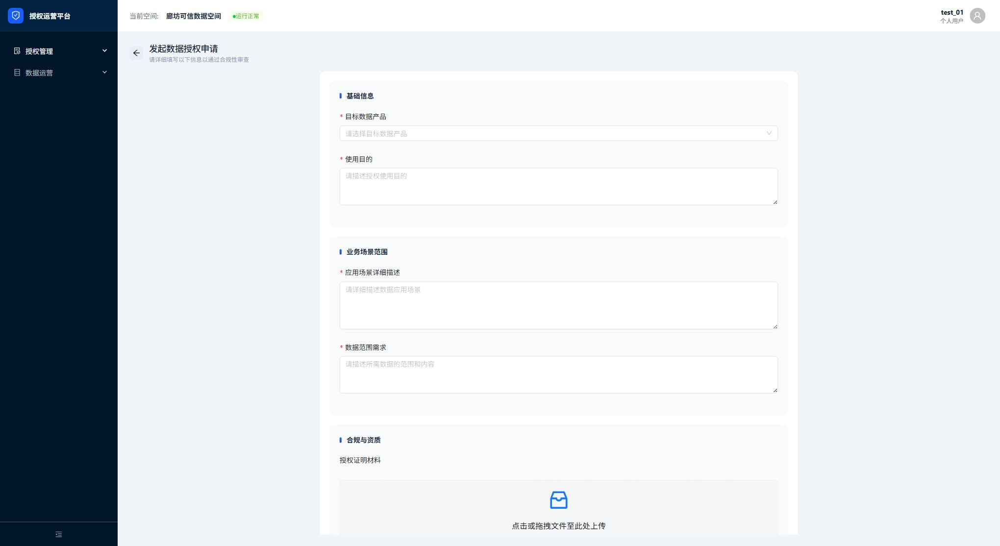 授权运营平台
当前空间: 廊坊可信数据空间 运行正常
test_01
个人用户
授权管理
数据运营
发起数据授权申请
请详细填写以下信息以通过合规性审查
基础信息
* 目标数据产品
请选择目标数据产品
* 使用目的
请描述授权使用目的
业务场景范围
* 应用场景详细描述
请详细描述数据应用场景
* 数据范围需求
请描述所需数据的范围和内容
合规与资质
授权证明材料
点击或拖拽文件至此处上传